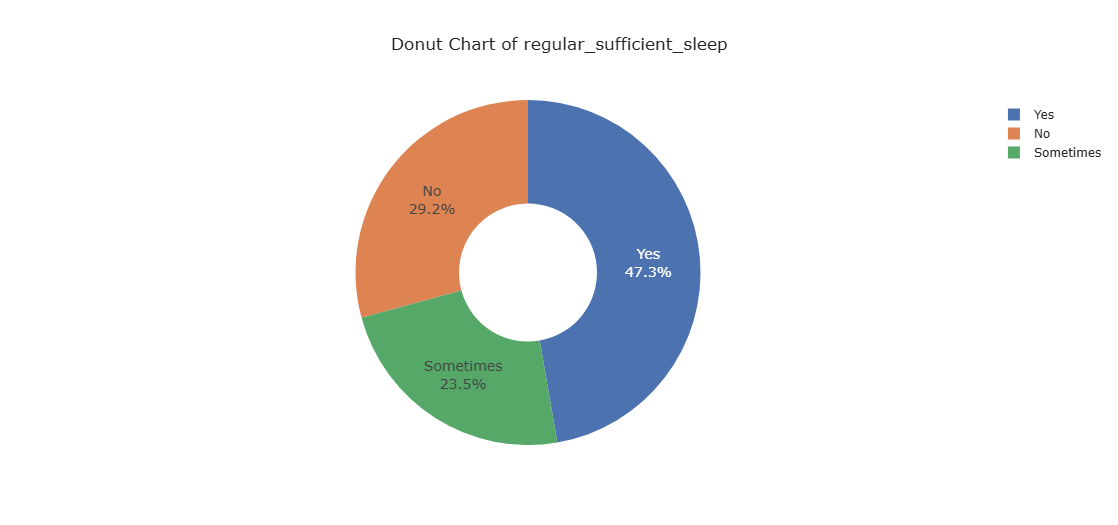 Donut Chart of regular_sufficient_sleep
Yes
No
Sometimes
No
29.2%
Yes
47.3%
Sometimes
23.5%